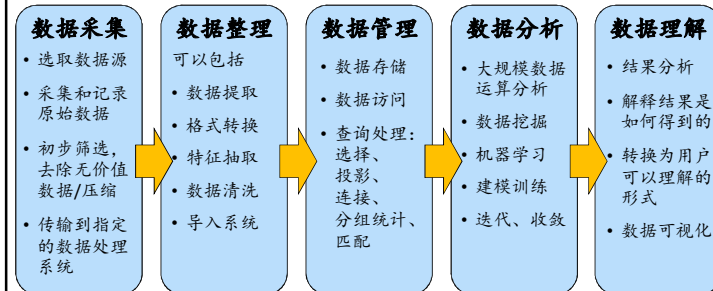 数据采集
• 选取数据源
• 采集和记录
原始数据
• 初步筛选，
去除无价值
数据/压缩
• 传输到指定
的数据处理
系统
数据整理
可以包括
• 数据提取
• 格式转换
• 特征抽取
• 数据清洗
• 导入系统
数据管理
• 数据存储
• 数据访问
• 查询处理：
选择、
投影、
连接、
分组统计、
匹配
数据分析
• 大规模数据
运算分析
• 数据挖掘
• 机器学习
• 建模训练
• 迭代、收敛
数据理解
• 结果分析
• 解释结果是
如何得到的
• 转换为用户
可以理解的
形式
• 数据可视化